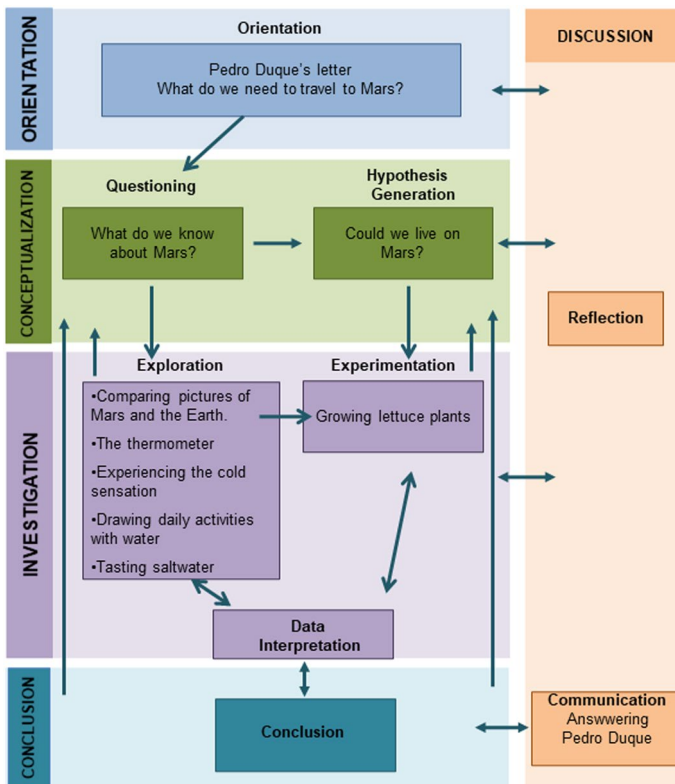 ORIENTATION
Orientation
Pedro Duque's letter
What do we need to travel to Mars?
DISCUSSION
CONCEPTUALIZATION
Questioning
Hypothesis
Generation
What do we know
about Mars?
Could we live on
Mars?
Reflection
INVESTIGATION
Exploration
•Comparing pictures of
Mars and the Earth.
•The thermometer
•Experiencing the cold
sensation
•Drawing daily activities
with water
•Tasting saltwater
Experimentation
Growing lettuce plants
Data
Interpretation
CONCLUSION
Conclusion
Communication
Answwering
Pedro Duque